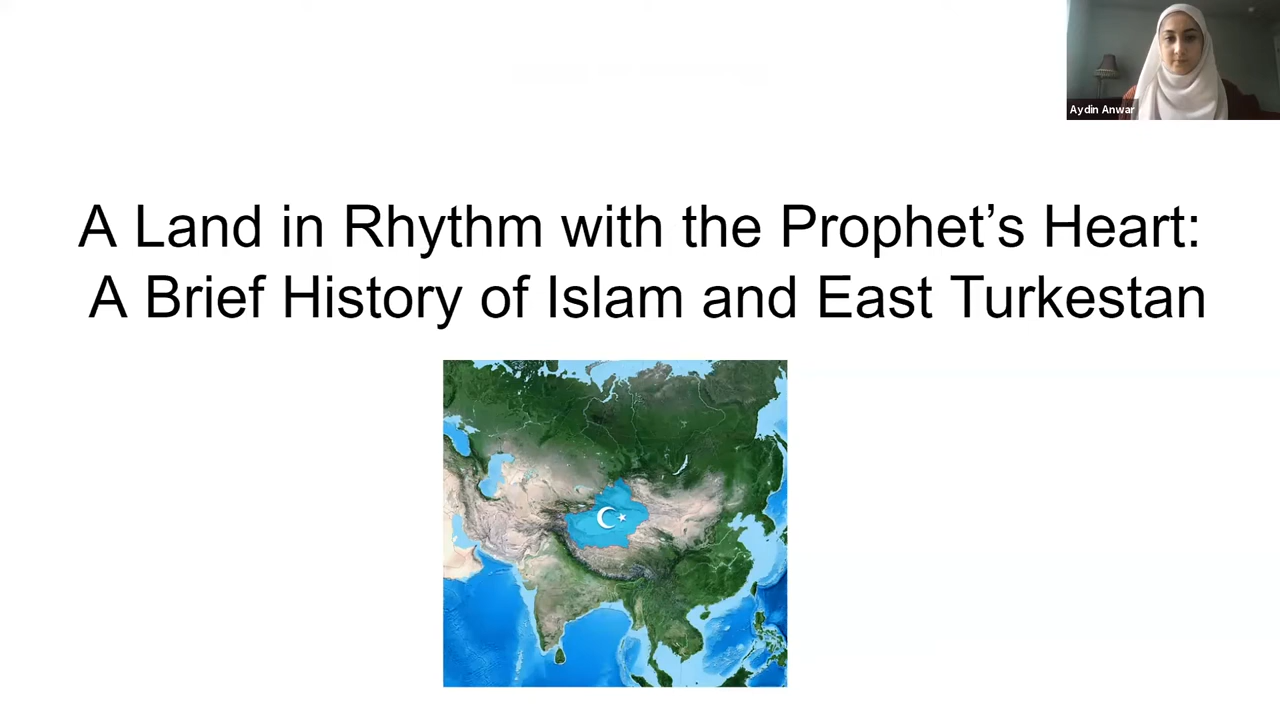 Aydin Anwar
A Land in Rhythm with the Prophet’s Heart:
A Brief History of Islam and East Turkestan